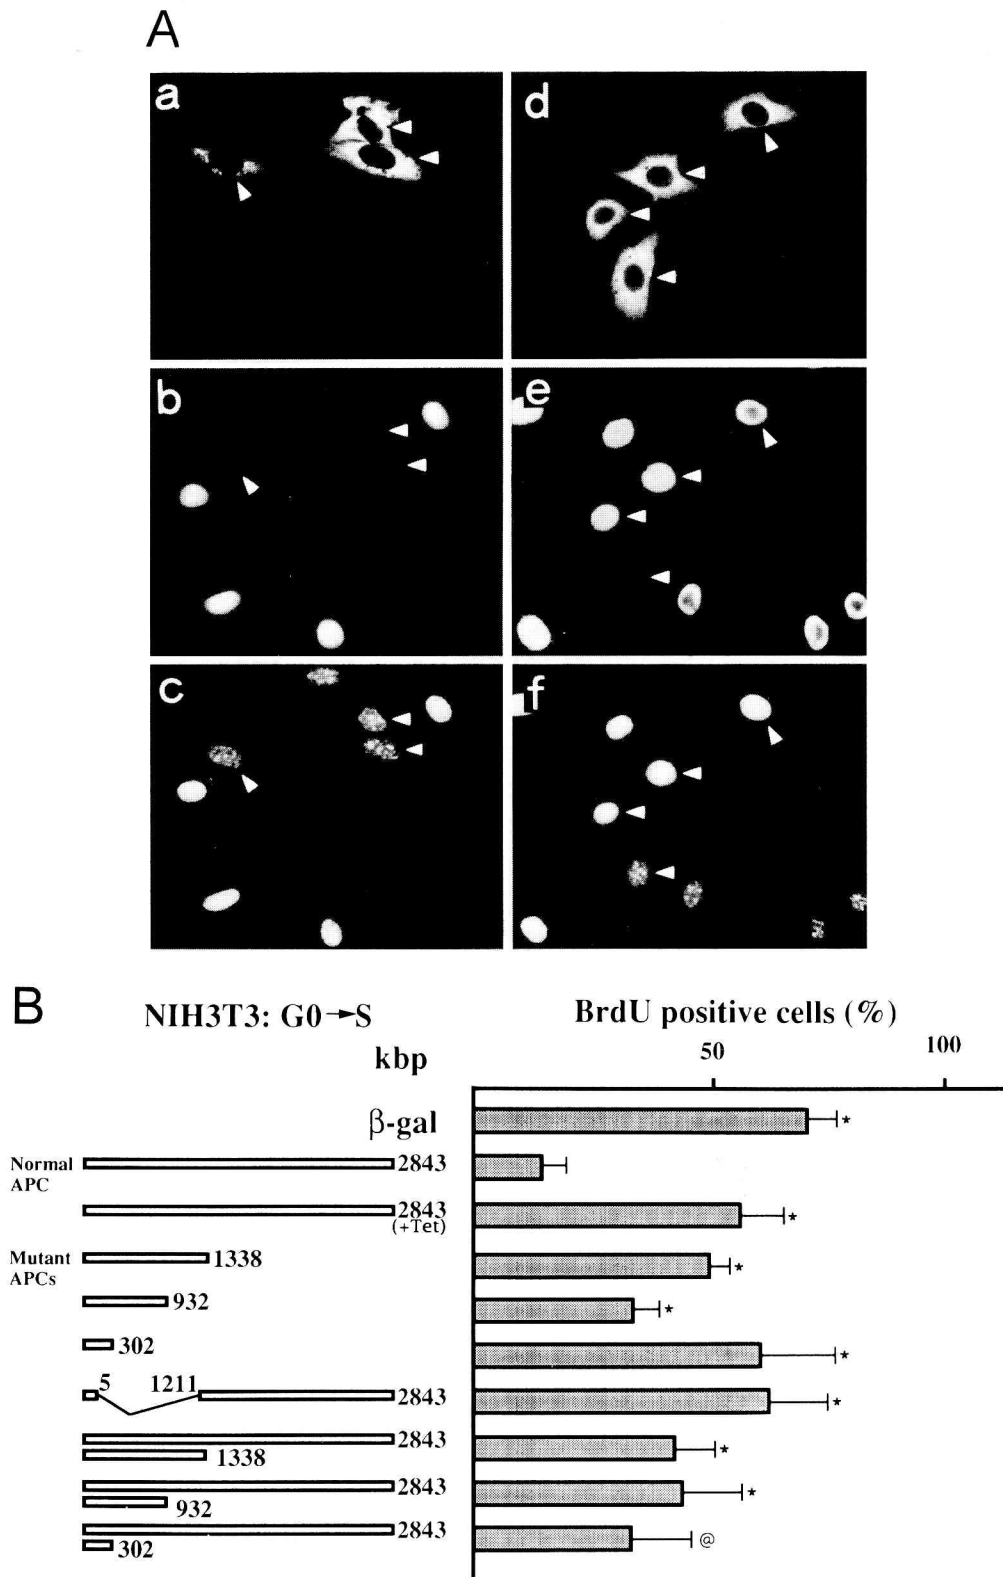 A
a
d
b
e
c
f
B
NIH3T3: G0→S
BrdU positive cells (%)
kbp
50
100
β-gal
*
Normal
APC
2843
2843
(+Tet)
*
Mutant
APCs
1338
*
932
*
302
*
5
1211
2843
*
2843
1338
*
2843
932
*
2843
302
@